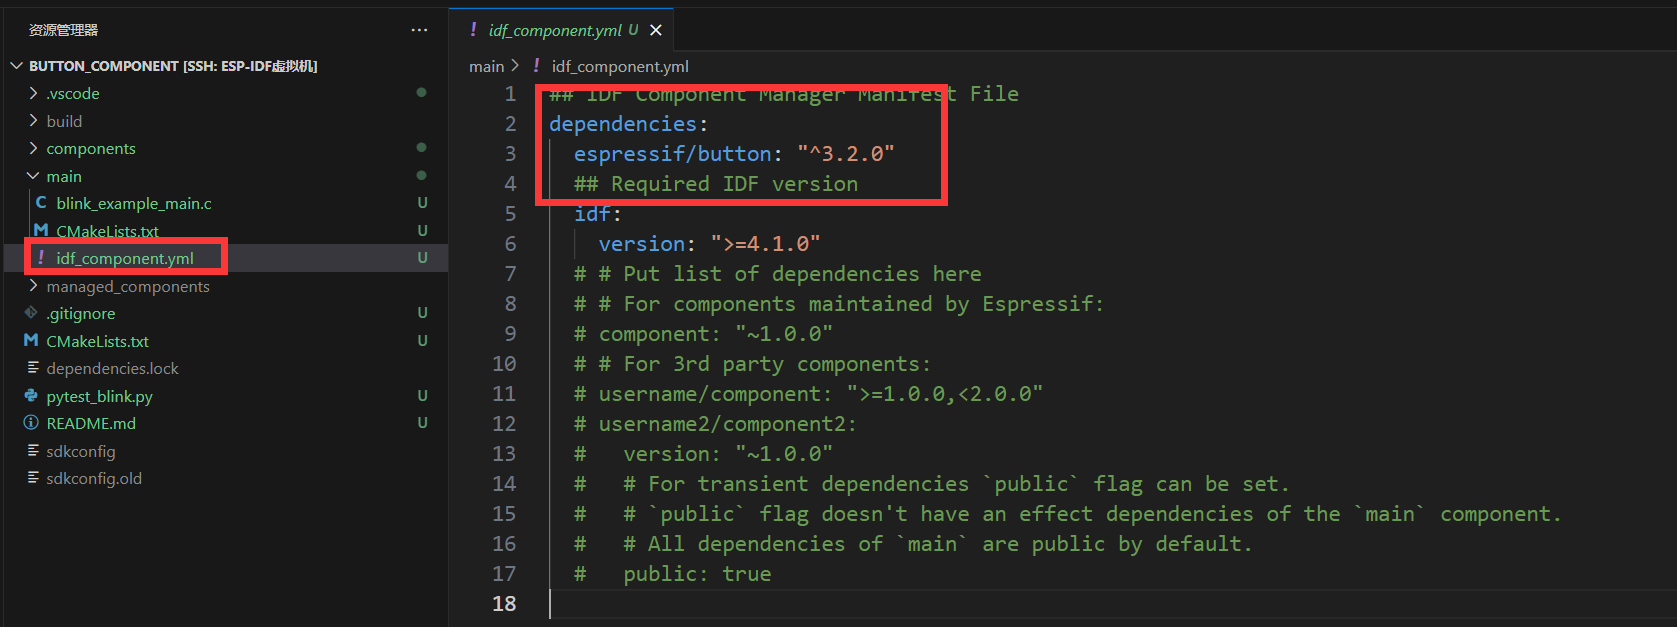 资源管理器
···
BUTTON_COMPONENT [SSH: ESP-IDF虚拟机]
.vscode
build
components
main
blink_example_main.c U
CMakeLists.txt U
idf_component.yml U
managed_components
.gitignore U
CMakeLists.txt U
dependencies.lock
pytest_blink.py U
README.md U
sdkconfig
sdkconfig.old
! idf_component.yml U
main > ! idf_component.yml
1 ## IDF Component Manager Manifest File
2 dependencies:
3 espressif/button: "^3.2.0"
4 ## Required IDF version
5 idf:
6 version: ">=4.1.0"
7 # # Put list of dependencies here
8 # # For components maintained by Espressif:
9 # component: "~1.0.0"
10 # # For 3rd party components:
11 # username/component: ">=1.0.0,<2.0.0"
12 # username2/component2:
13 #   version: "~1.0.0"
14 #   # For transient dependencies `public` flag can be set.
15 #   # `public` flag doesn't have an effect dependencies of the `main` component.
16 #   # All dependencies of `main` are public by default.
17 #   public: true
18